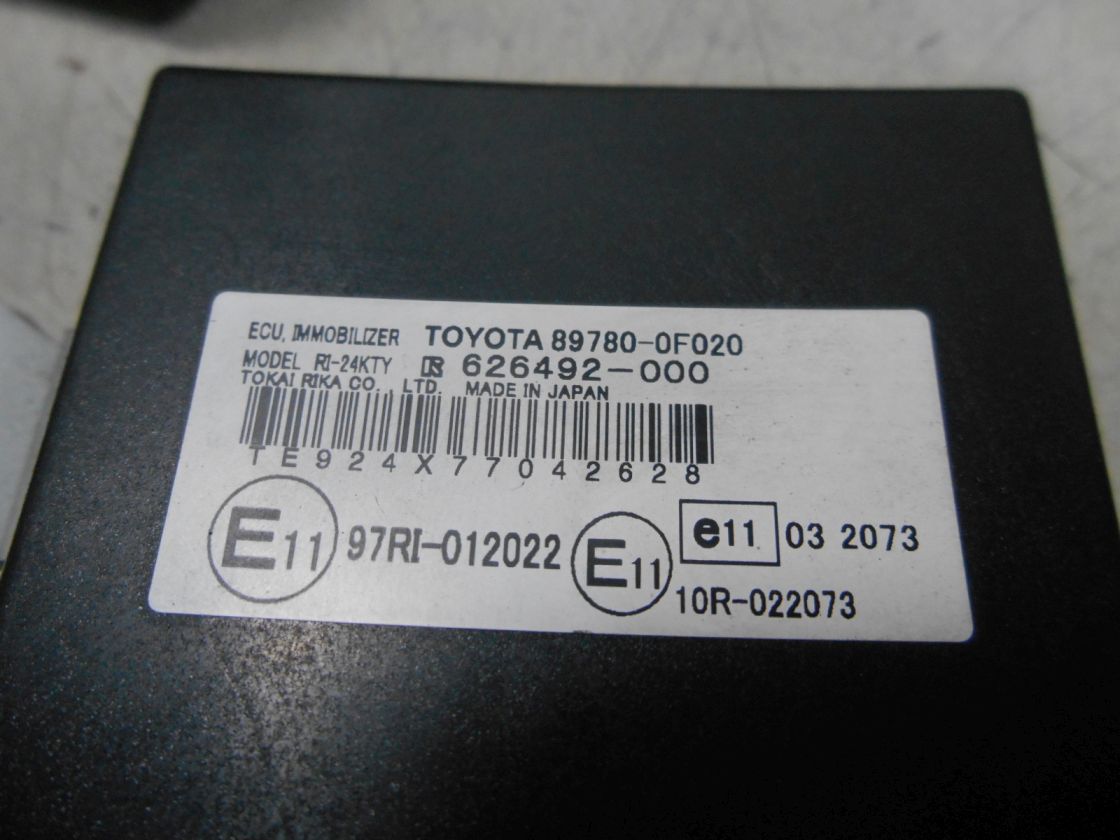 ECU, IMMOBILIZER TOYOTA 89780-0F020
MODEL RI-24KTY 626492-000
TOKAI RIKA CO., LTD. MADE IN JAPAN
TE924X77042628
E11 97RI-012022 E11 e11 03 2073
10R-022073